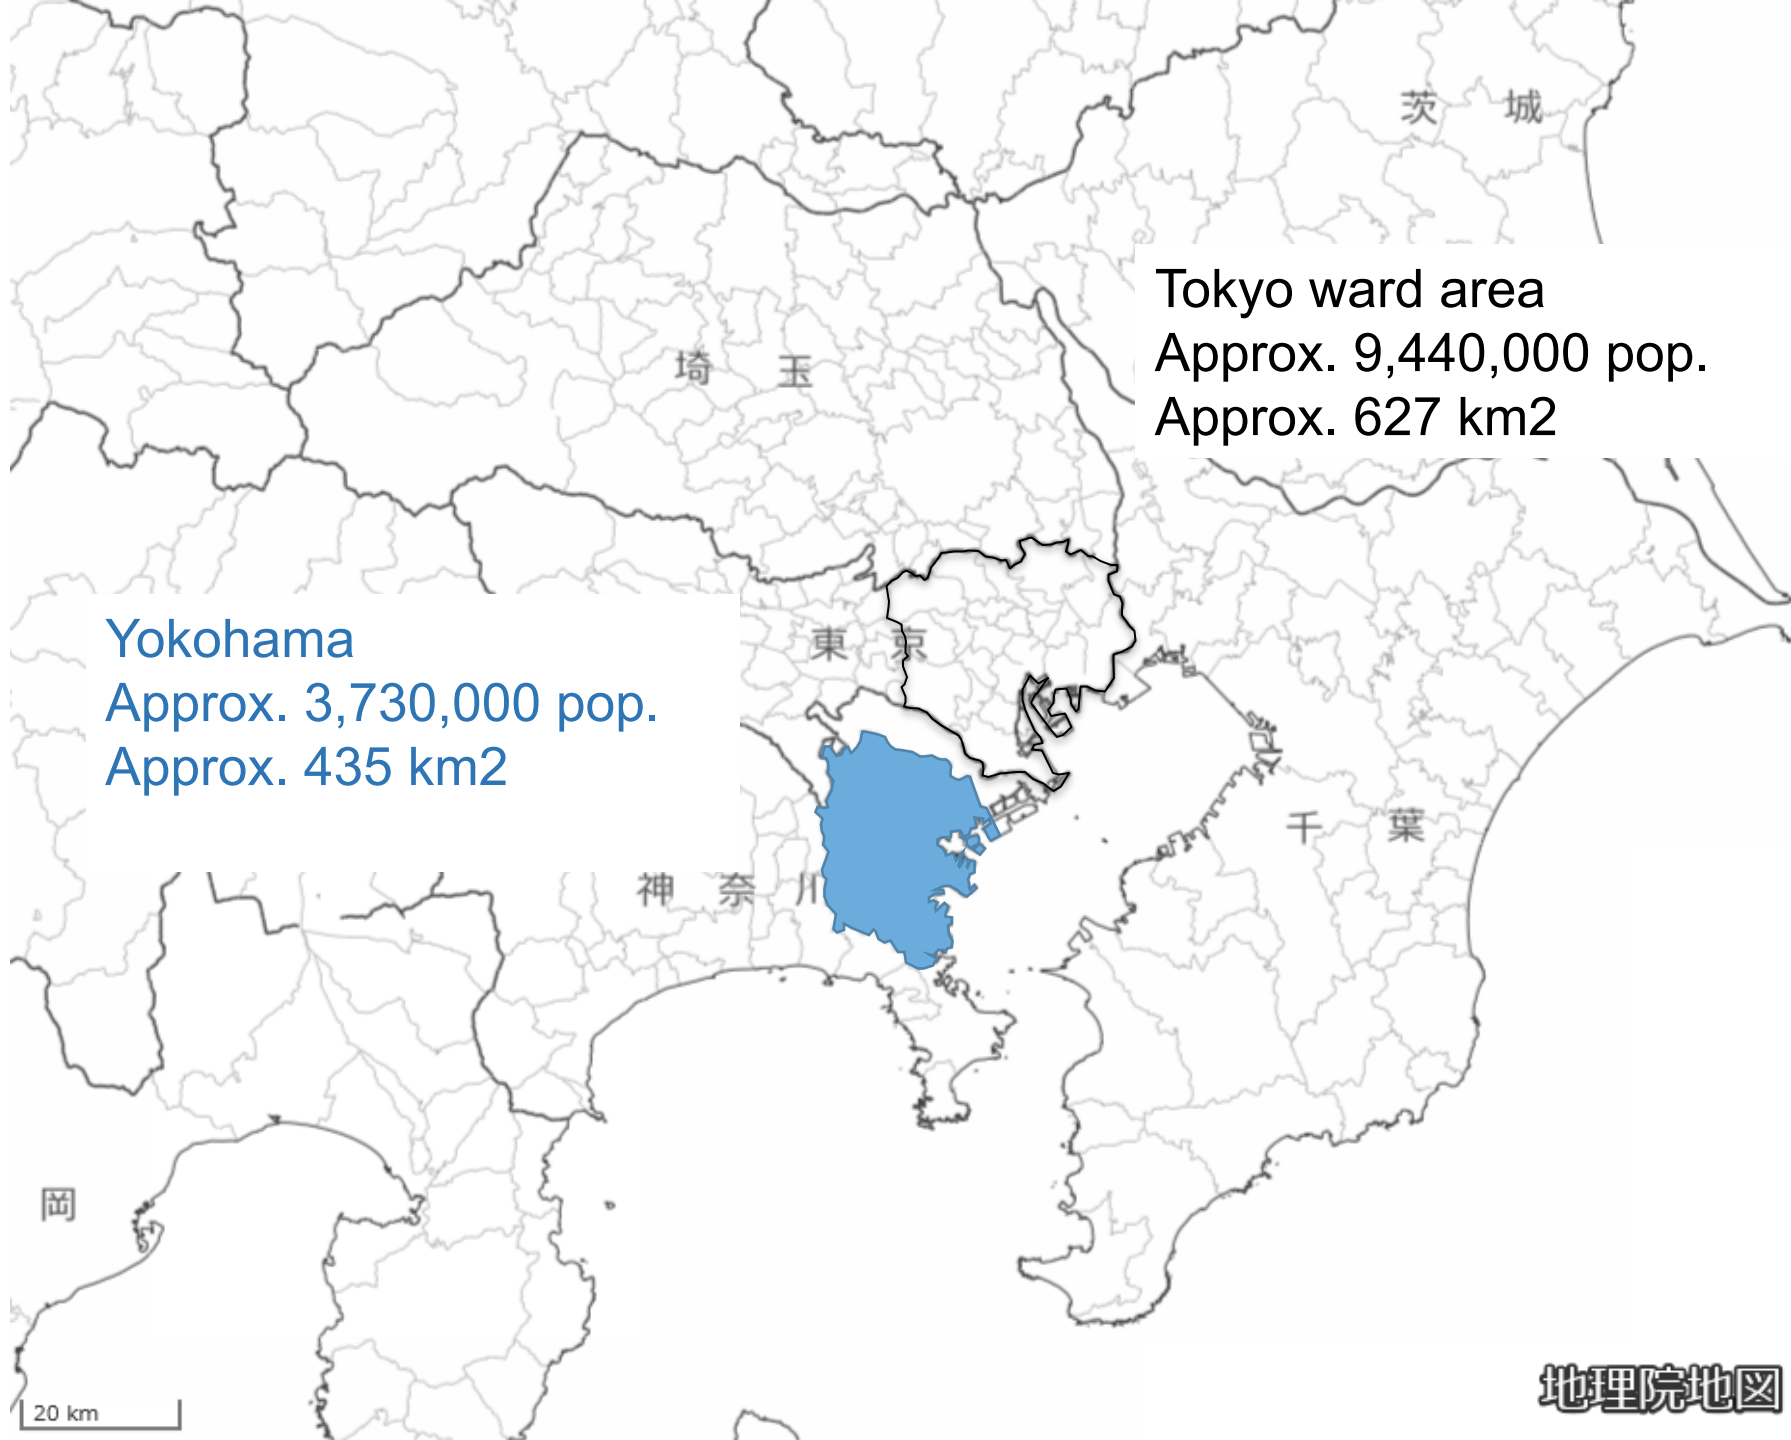 茨 城
Tokyo ward area
Approx. 9,440,000 pop.
Approx. 627 km2
埼 玉
東 京
Yokohama
Approx. 3,730,000 pop.
Approx. 435 km2
千 葉
神 奈 川
岡
20 km
地理院地図